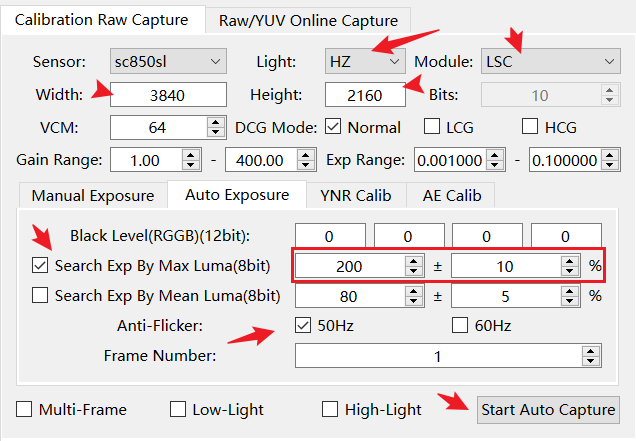 Calibration Raw Capture Raw/YUV Online Capture
Sensor: sc850sl Light: HZ Module: LSC
Width: 3840 Height: 2160 Bits: 10
VCM: 64 DCG Mode: Normal LCG HCG
Gain Range: 1.00 - 400.00 Exp Range: 0.001000 - 0.100000
Manual Exposure Auto Exposure YNR Calib AE Calib
Black Level(RGGB)(12bit): 0 0 0 0
Search Exp By Max Luma(8bit) 200 ± 10 %
Search Exp By Mean Luma(8bit) 80 ± 5 %
Anti-Flicker: 50Hz 60Hz
Frame Number: 1
Multi-Frame Low-Light High-Light Start Auto Capture